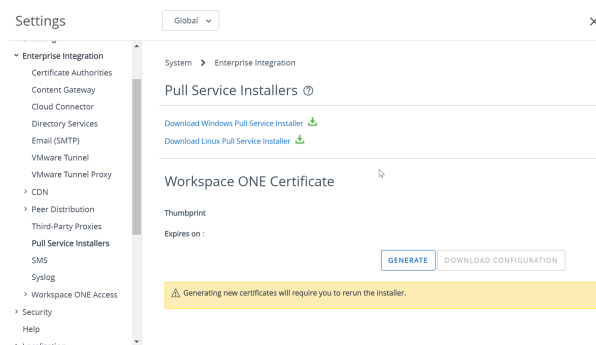 Settings
Global
System > Enterprise Integration
Enterprise Integration
Certificate Authorities
Content Gateway
Cloud Connector
Directory Services
Email (SMTP)
VMware Tunnel
VMware Tunnel Proxy
CDN
Peer Distribution
Third-Party Proxies
Pull Service Installers
SMS
Syslog
Workspace ONE Access
Security
Help
Pull Service Installers
Download Windows Pull Service Installer
Download Linux Pull Service Installer
Workspace ONE Certificate
Thumbprint
Expires on :
GENERATE
DOWNLOAD CONFIGURATION
Generating new certificates will require you to rerun the installer.